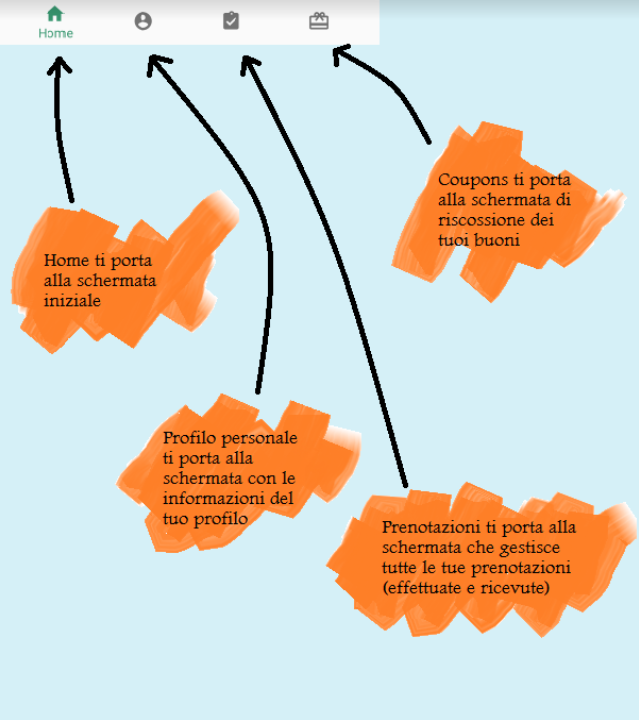 Home
Coupons ti porta
alla schermata di
riscossione dei
tuoi buoni
Home ti porta
alla schermata
iniziale
Profilo personale
ti porta alla
schermata con le
informazioni del
tuo profilo
Prenotazioni ti porta alla
schermata che gestisce
tutte le tue prenotazioni
(effettuate e ricevute)